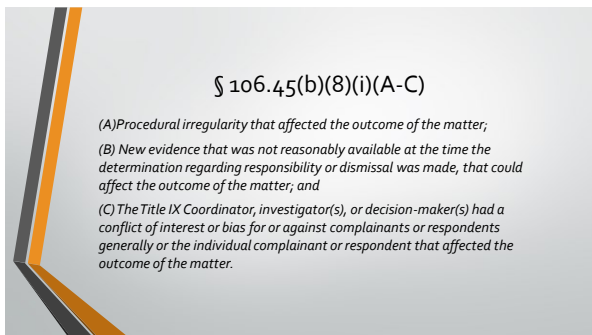 § 106.45(b)(8)(i)(A-C)
(A)Procedural irregularity that affected the outcome of the matter;
(B) New evidence that was not reasonably available at the time the
determination regarding responsibility or dismissal was made, that could
affect the outcome of the matter; and
(C) The Title IX Coordinator, investigator(s), or decision-maker(s) had a
conflict of interest or bias for or against complainants or respondents
generally or the individual complainant or respondent that affected the
outcome of the matter.